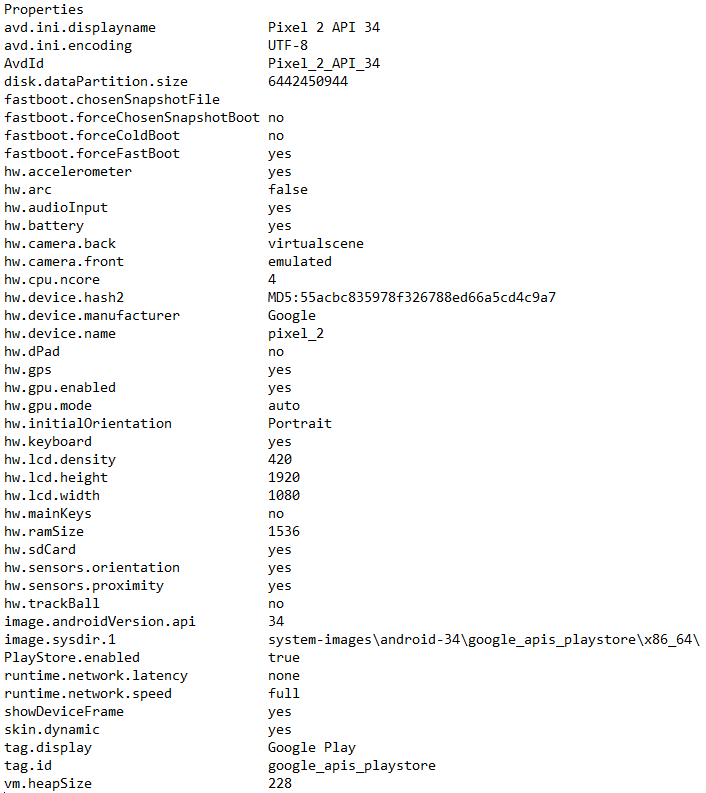 Properties
avd.ini.displayname Pixel 2 API 34
avd.ini.encoding UTF-8
AvdId Pixel_2_API_34
disk.dataPartition.size 6442450944
fastboot.chosenSnapshotFile
fastboot.forceChosenSnapshotBoot no
fastboot.forceColdBoot no
fastboot.forceFastBoot yes
hw.accelerometer yes
hw.arc false
hw.audioInput yes
hw.battery yes
hw.camera.back virtualscene
hw.camera.front emulated
hw.cpu.ncore 4
hw.device.hash2 MD5:55acbc835978f326788ed66a5cd4c9a7
hw.device.manufacturer Google
hw.device.name pixel_2
hw.dPad no
hw.gps yes
hw.gpu.enabled yes
hw.gpu.mode auto
hw.initialOrientation Portrait
hw.keyboard yes
hw.lcd.density 420
hw.lcd.height 1920
hw.lcd.width 1080
hw.mainKeys no
hw.ramSize 1536
hw.sdCard yes
hw.sensors.orientation yes
hw.sensors.proximity yes
hw.trackBall no
image.androidVersion.api 34
image.sysdir.1 system-images\android-34\google_apis_playstore\x86_64\
PlayStore.enabled true
runtime.network.latency none
runtime.network.speed full
showDeviceFrame yes
skin.dynamic yes
tag.display Google Play
tag.id google_apis_playstore
vm.heapSize 228